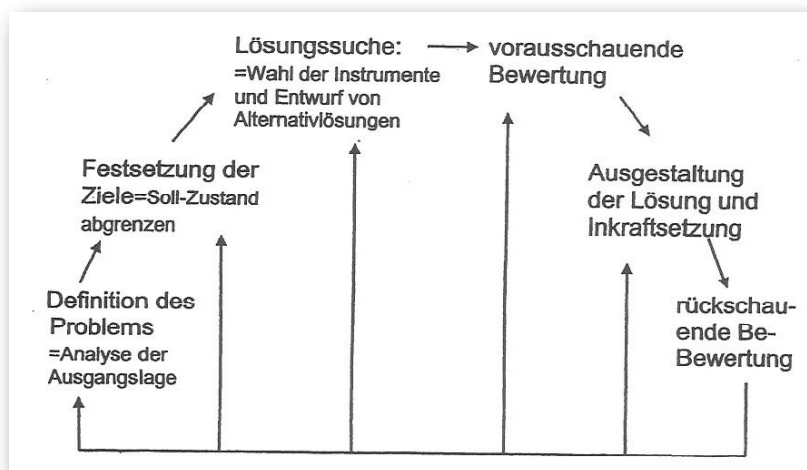 Lösungssuche:
=Wahl der Instrumente
und Entwurf von
Alternativlösungen
vorausschauende
Bewertung
Festsetzung der
Ziele=Soll-Zustand
abgrenzen
Ausgestaltung
der Lösung und
Inkraftsetzung
Definition des
Problems
=Analyse der
Ausgangslage
rückschau-
ende Be-
Bewertung